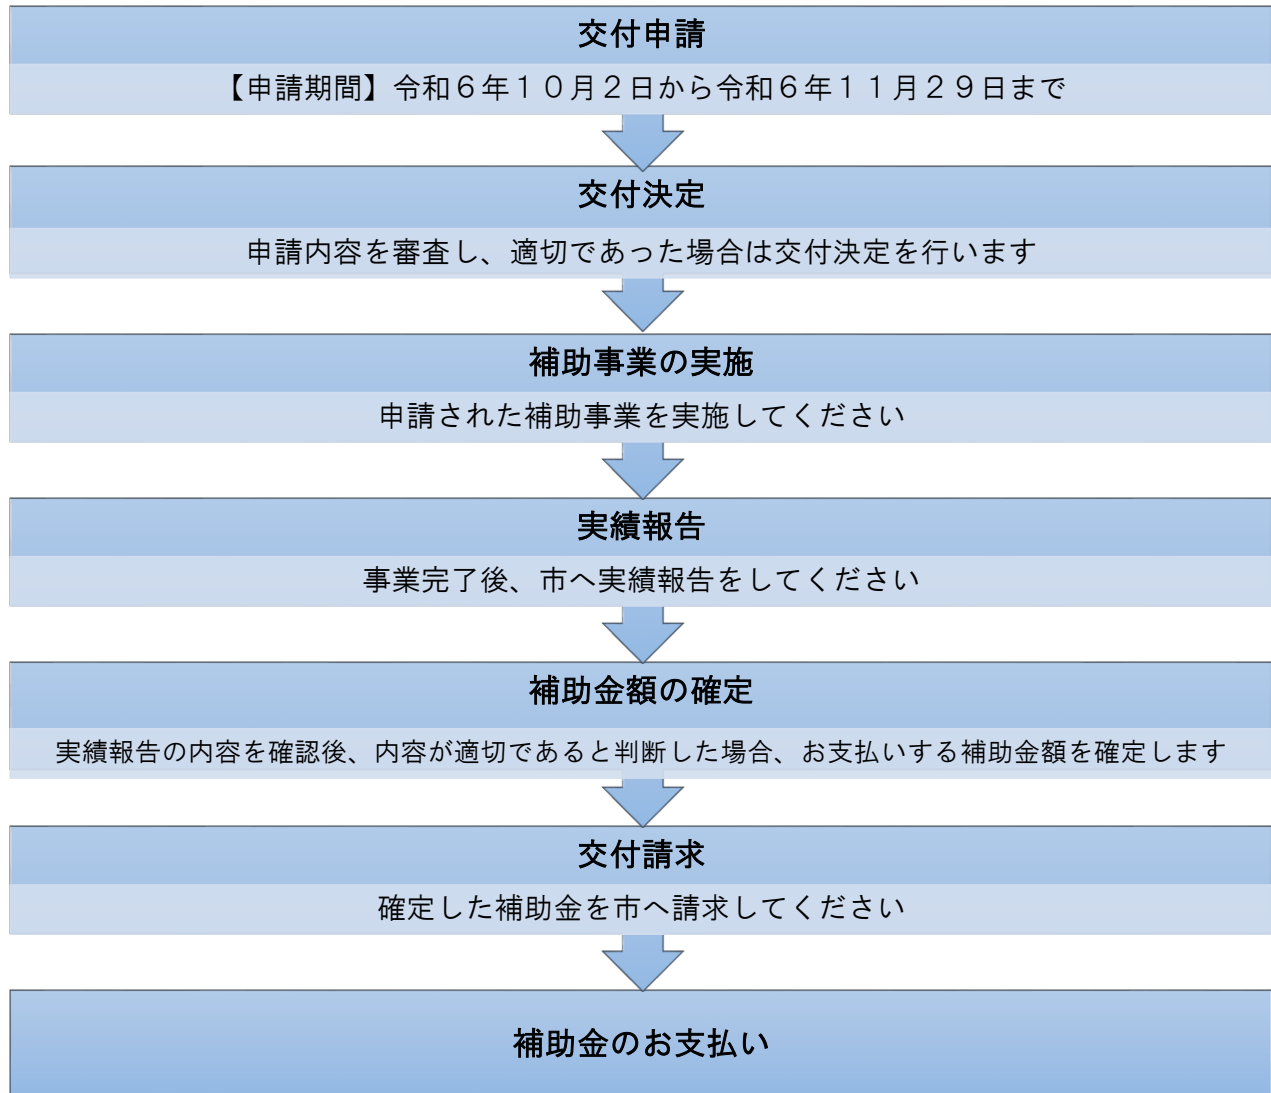 交付申請
【申請期間】令和６年１０月２日から令和６年１１月２９日まで
交付決定
申請内容を審査し、適切であった場合は交付決定を行います
補助事業の実施
申請された補助事業を実施してください
実績報告
事業完了後、市へ実績報告をしてください
補助金額の確定
実績報告の内容を確認後、内容が適切であると判断した場合、お支払いする補助金額を確定します
交付請求
確定した補助金を市へ請求してください
補助金のお支払い